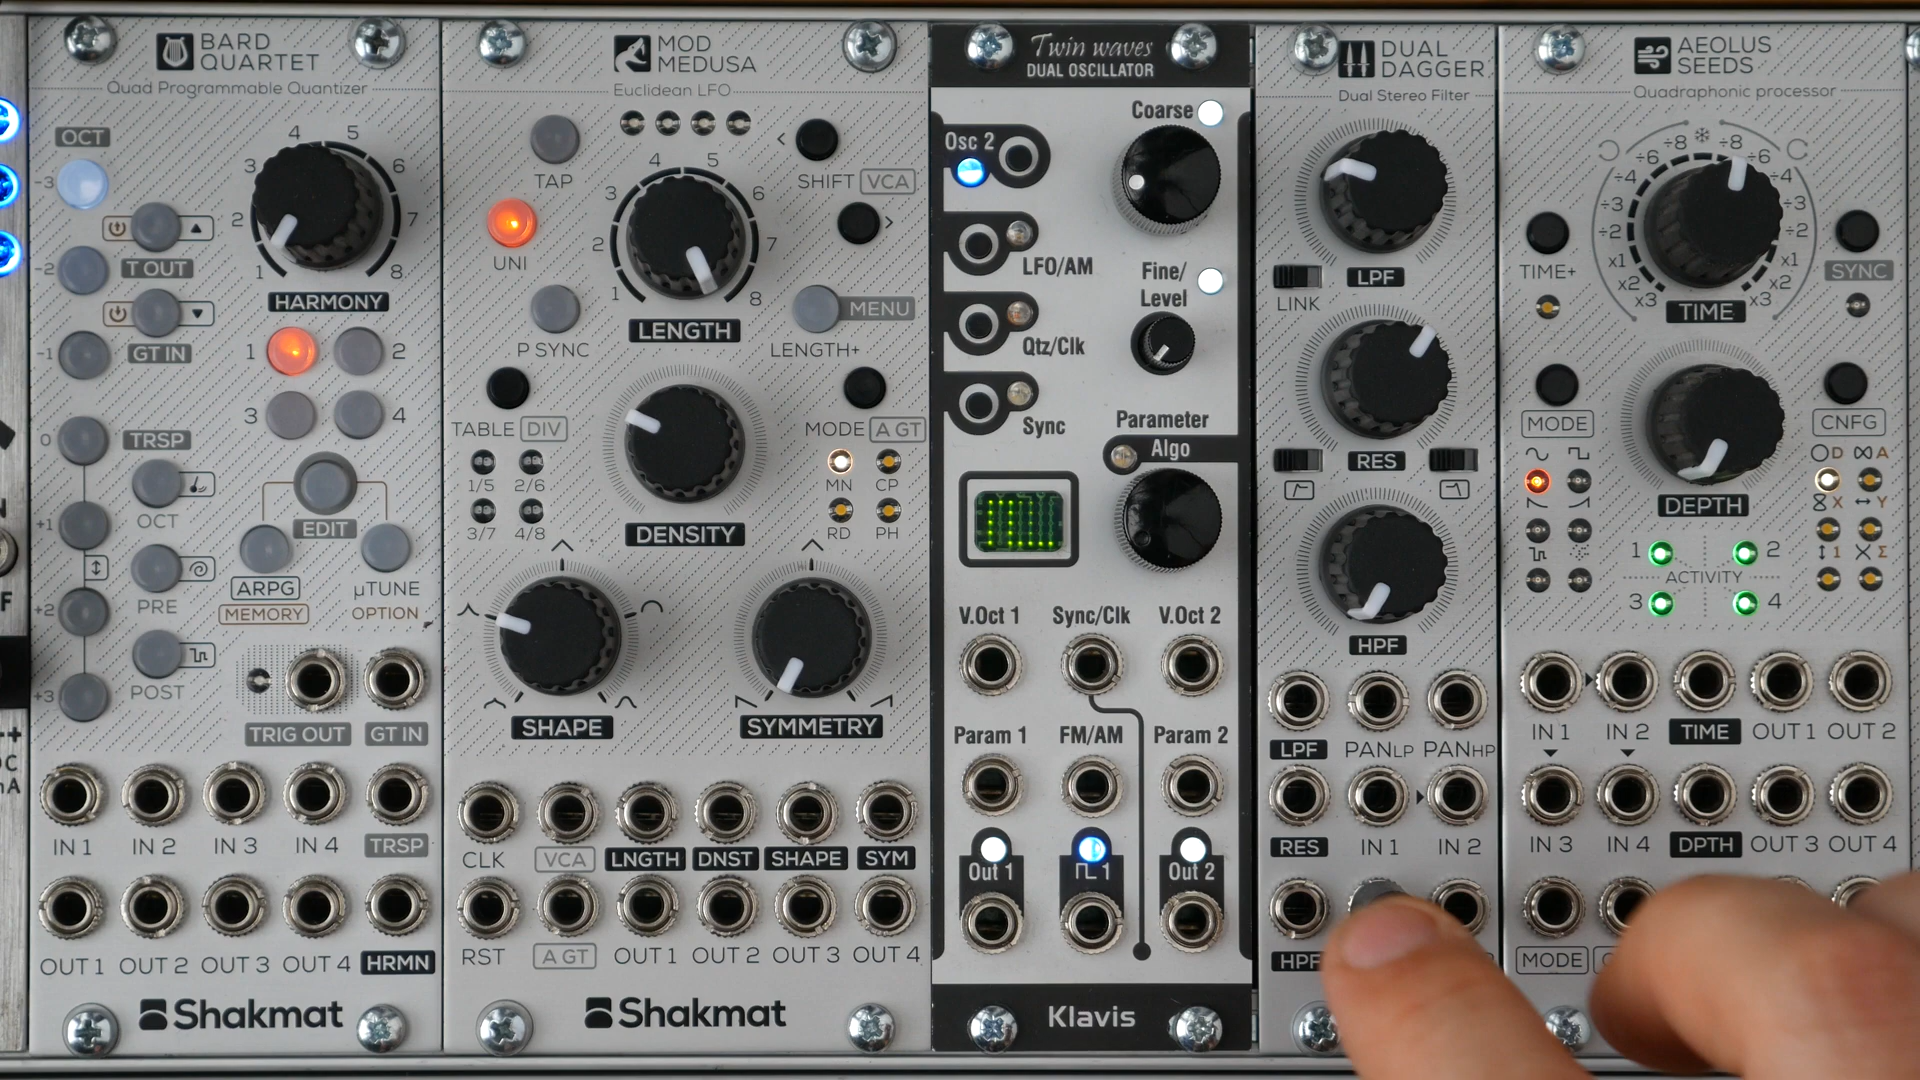 BARD
QUARTET
Quad Programmable Quantizer
OCT
-3
-2
-1
0
+1
+2
+3
T OUT
GT IN
1 2 3 4 5 6 7 8
HARMONY
1 2
3 4
TRSP
OCT
PRE
POST
EDIT
ARPG
MEMORY
µTUNE
OPTION
TRIG OUT
GT IN
IN 1 IN 2 IN 3 IN 4 TRSP
OUT 1 OUT 2 OUT 3 OUT 4 HRMN
Shakmat
MOD
MEDUSA
Euclidean LFO
TAP
UNI
P SYNC
1 2 3 4 5 6 7 8
LENGTH
< SHIFT VCA
>
MENU
LENGTH+
TABLE DIV
MODE A GT
1/5 2/6
3/7 4/8
MN CP
RD PH
DENSITY
SHAPE
SYMMETRY
CLK VCA LNGTH DNST SHAPE SYM
RST A GT OUT 1 OUT 2 OUT 3 OUT 4
Shakmat
Twin waves
DUAL OSCILLATOR
Coarse
Osc 2
LFO/AM
Fine/
Level
Qtz/Clk
Sync
Parameter
Algo
V.Oct 1 Sync/Clk V.Oct 2
Param 1 FM/AM Param 2
Out 1 1 Out 2
Klavis
DUAL
DAGGER
Dual Stereo Filter
LPF
LINK
RES
HPF
LPF PANLP PANHP
RES IN 1 IN 2
HPF
AEOLUS
SEEDS
Quadraphonic processor
÷8 ÷8
÷6 ÷6
÷4 ÷4
÷3 ÷3
÷2 ÷2
x1 x1
x2 x2
x3 x3
TIME+
TIME
SYNC
MODE
CNFG
D A
X Y
1 Σ
DEPTH
1 2
ACTIVITY
3 4
IN 1 IN 2 TIME OUT 1 OUT 2
IN 3 IN 4 DPTH OUT 3 OUT 4
MODE